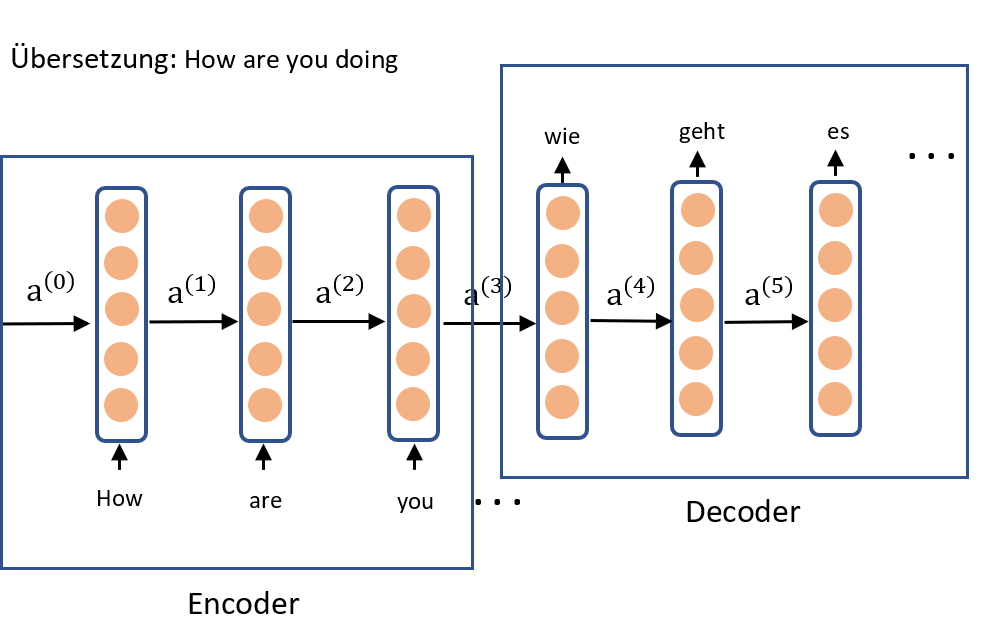 Übersetzung: How are you doing
wie geht es
. . .
a⁽⁰⁾ a⁽¹⁾ a⁽²⁾ a⁽³⁾ a⁽⁴⁾ a⁽⁵⁾
How are you . . .
Decoder
Encoder